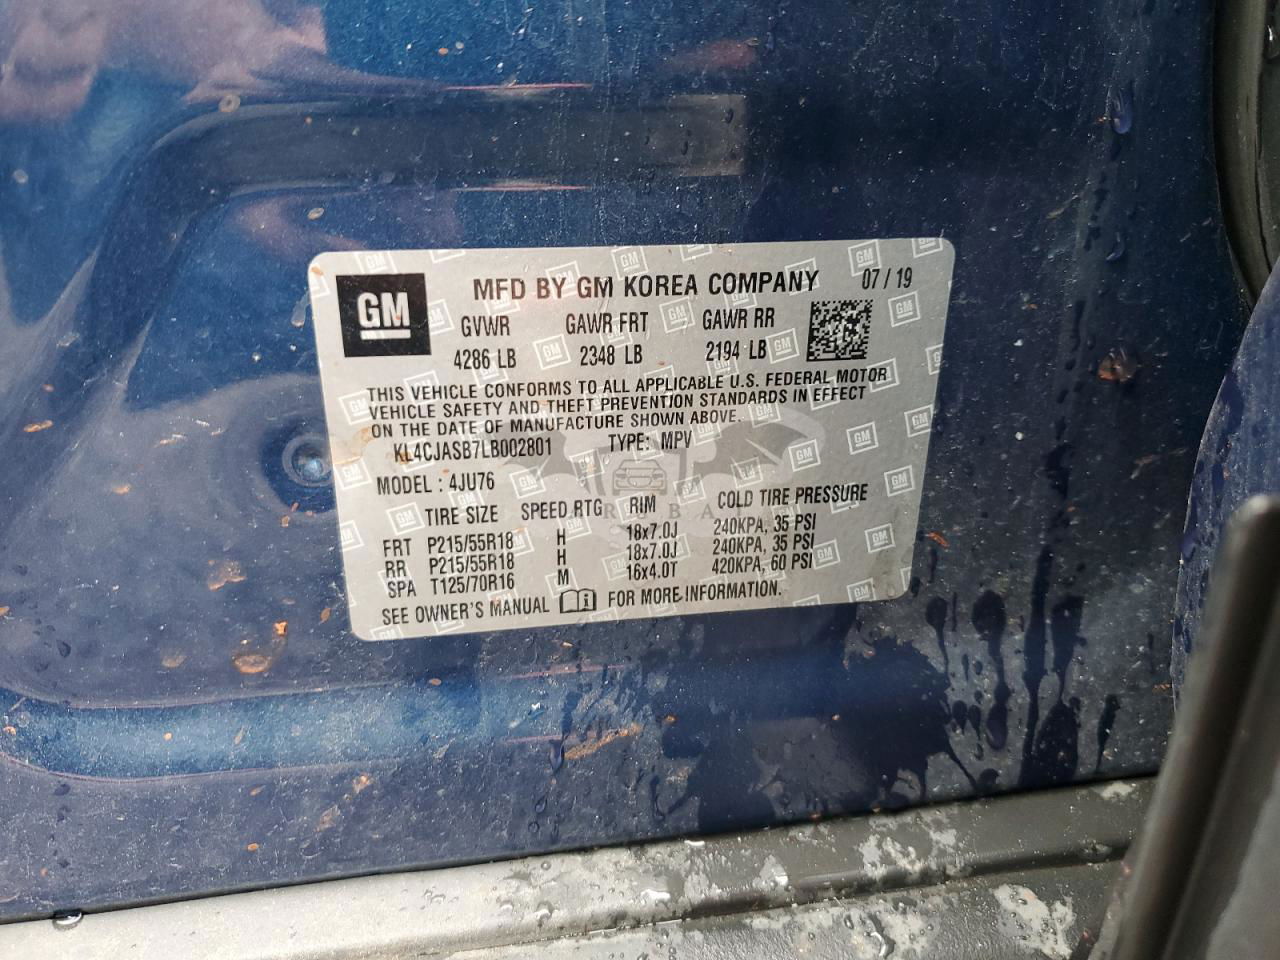 GM
MFD BY GM KOREA COMPANY 07 / 19
GVWR GAWR FRT GAWR RR
4286 LB 2348 LB 2194 LB
THIS VEHICLE CONFORMS TO ALL APPLICABLE U.S. FEDERAL MOTOR
VEHICLE SAFETY AND THEFT PREVENTION STANDARDS IN EFFECT
ON THE DATE OF MANUFACTURE SHOWN ABOVE.
KL4CJASB7LB002801 TYPE: MPV
MODEL : 4JU76
TIRE SIZE SPEED RTG RIM COLD TIRE PRESSURE
FRT P215/55R18 H 18x7.0J 240KPA, 35 PSI
RR P215/55R18 H 18x7.0J 240KPA, 35 PSI
SPA T125/70R16 M 16x4.0T 420KPA, 60 PSI
SEE OWNER'S MANUAL FOR MORE INFORMATION.